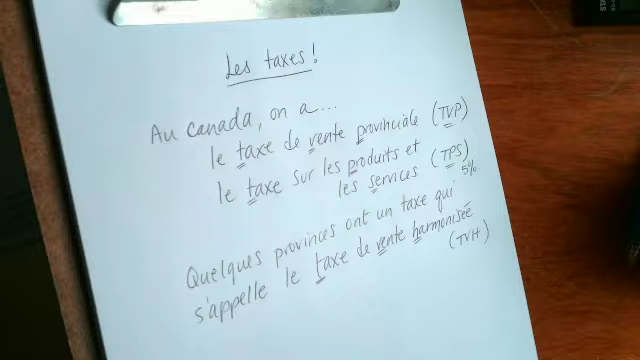 Les taxes!
Au Canada, on a...
le taxe de vente provinciale (TVP)
le taxe sur les produits et
les services (TPS)
5%
Quelques provinces ont un taxe qui
s'appelle le taxe de vente harmonisée
(TVH)